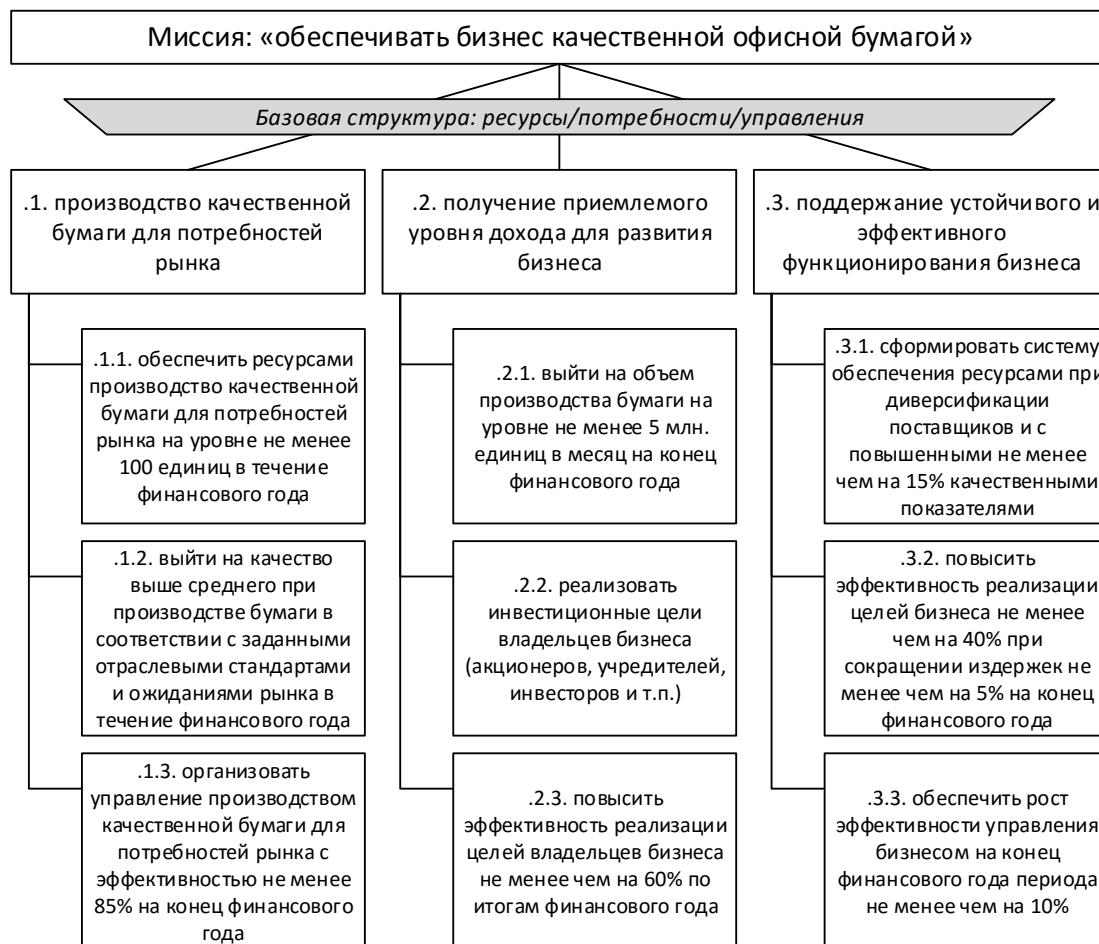 Миссия: «обеспечивать бизнес качественной офисной бумагой»
Базовая структура: ресурсы/потребности/управления
.1. производство качественной
бумаги для потребностей
рынка
.2. получение приемлемого
уровня дохода для развития
бизнеса
.3. поддержание устойчивого и
эффективного
функционирования бизнеса
.1.1. обеспечить ресурсами
производство качественной
бумаги для потребностей
рынка на уровне не менее
100 единиц в течение
финансового года
.2.1. выйти на объем
производства бумаги на
уровне не менее 5 млн.
единиц в месяц на конец
финансового года
.3.1. сформировать систему
обеспечения ресурсами при
диверсификации
поставщиков и с
повышенными не менее
чем на 15% качественными
показателями
.1.2. выйти на качество
выше среднего при
производстве бумаги в
соответствии с заданными
отраслевыми стандартами
и ожиданиями рынка в
течение финансового года
.2.2. реализовать
инвестиционные цели
владельцев бизнеса
(акционеров, учредителей,
инвесторов и т.п.)
.3.2. повысить
эффективность реализации
целей бизнеса не менее
чем на 40% при
сокращении издержек не
менее чем на 5% на конец
финансового года
.1.3. организовать
управление производством
качественной бумаги для
потребностей рынка с
эффективностью не менее
85% на конец финансового
года
.2.3. повысить
эффективность реализации
целей владельцев бизнеса
не менее чем на 60% по
итогам финансового года
.3.3. обеспечить рост
эффективности управления
бизнесом на конец
финансового года периода
не менее чем на 10%